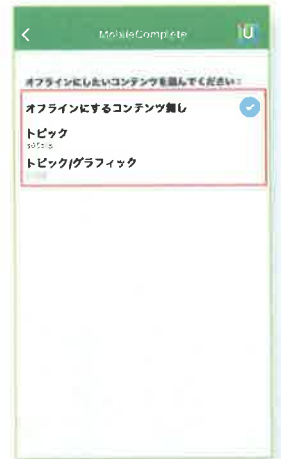 MobileComplete
オフラインにしたいコンテンツを選んでください：
オフラインにするコンテンツ無し
トピック
トピック/グラフィック